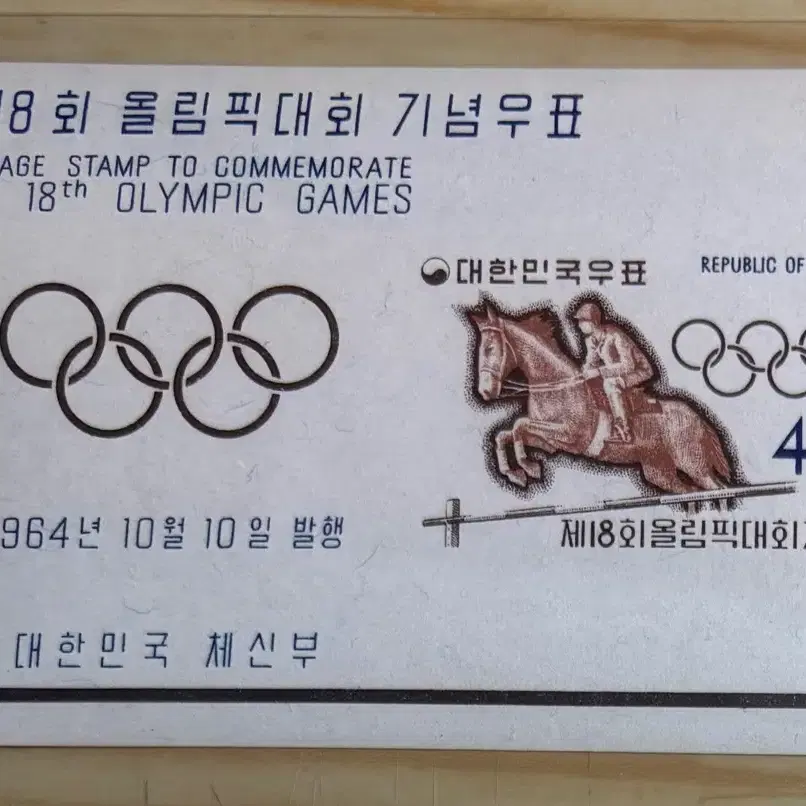 18회 올림픽대회 기념우표
AGE STAMP TO COMMEMORATE
18th OLYMPIC GAMES
대한민국우표
REPUBLIC OF
4
제18회올림픽대회
964년 10월 10일 발행
대한민국 체신부